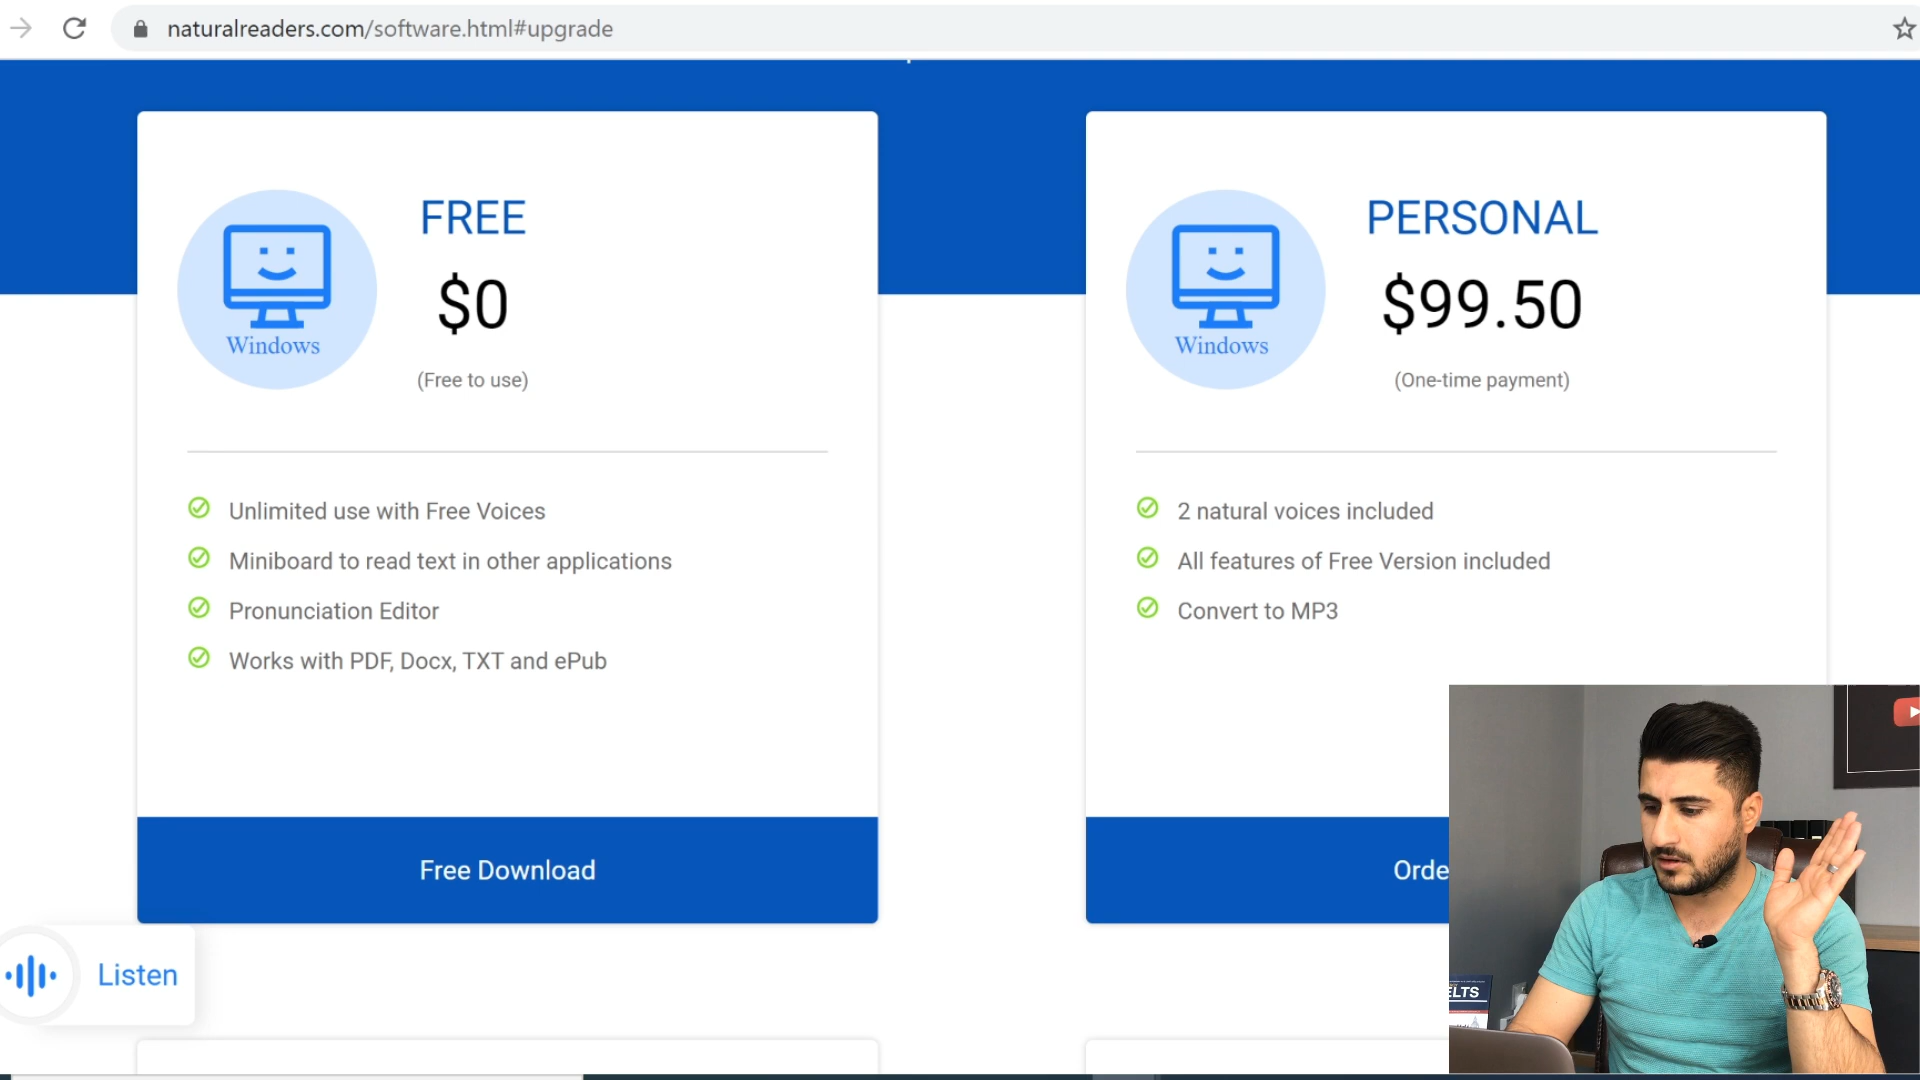 naturalreaders.com/software.html#upgrade
FREE
$0
(Free to use)
Windows
Unlimited use with Free Voices
Miniboard to read text in other applications
Pronunciation Editor
Works with PDF, Docx, TXT and ePub
Free Download
PERSONAL
$99.50
(One-time payment)
Windows
2 natural voices included
All features of Free Version included
Convert to MP3
Orde
Listen
ELTS